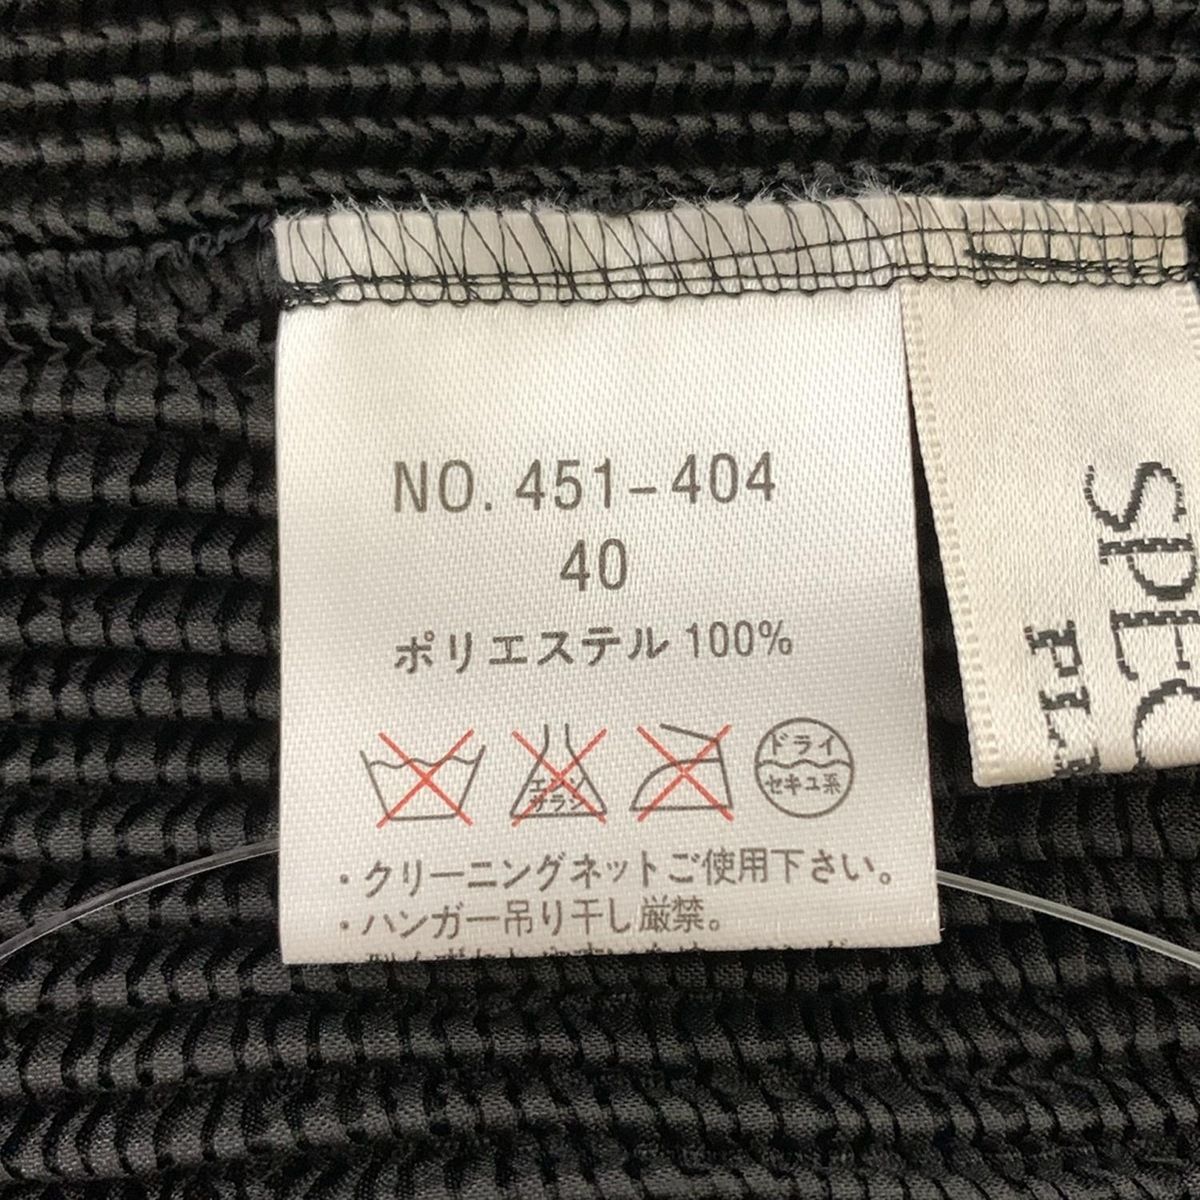 NO. 451-404
40
ポリエステル 100%
エンソ
サラシ
ドライ
セキユ系
・クリーニングネットご使用下さい。
・ハンガー吊り干し厳禁。
SPEC
PL